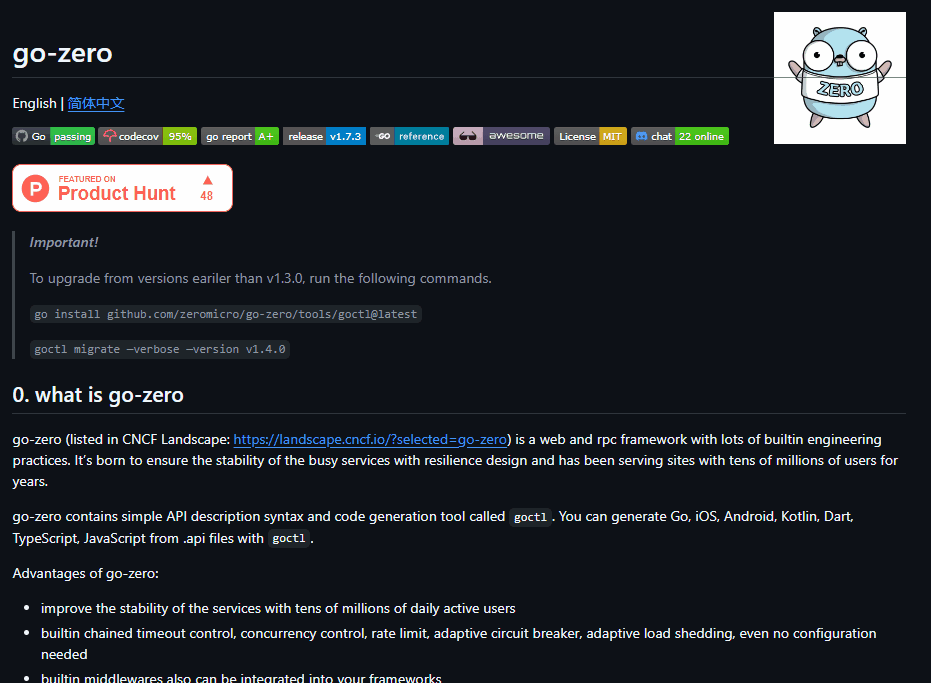 go-zero
ZERO
English | 简体中文
Go passing codecov 95% go report A+ release v1.7.3 GO reference awesome License MIT chat 22 online
P FEATURED ON
Product Hunt 48
Important!
To upgrade from versions eariler than v1.3.0, run the following commands.
go install github.com/zeromicro/go-zero/tools/goctl@latest
goctl migrate —verbose —version v1.4.0
0. what is go-zero
go-zero (listed in CNCF Landscape: https://landscape.cncf.io/?selected=go-zero) is a web and rpc framework with lots of builtin engineering
practices. It's born to ensure the stability of the busy services with resilience design and has been serving sites with tens of millions of users for
years.
go-zero contains simple API description syntax and code generation tool called goctl. You can generate Go, iOS, Android, Kotlin, Dart,
TypeScript, JavaScript from .api files with goctl.
Advantages of go-zero:
• improve the stability of the services with tens of millions of daily active users
• builtin chained timeout control, concurrency control, rate limit, adaptive circuit breaker, adaptive load shedding, even no configuration
needed
• builtin middlewares also can be integrated into your frameworks